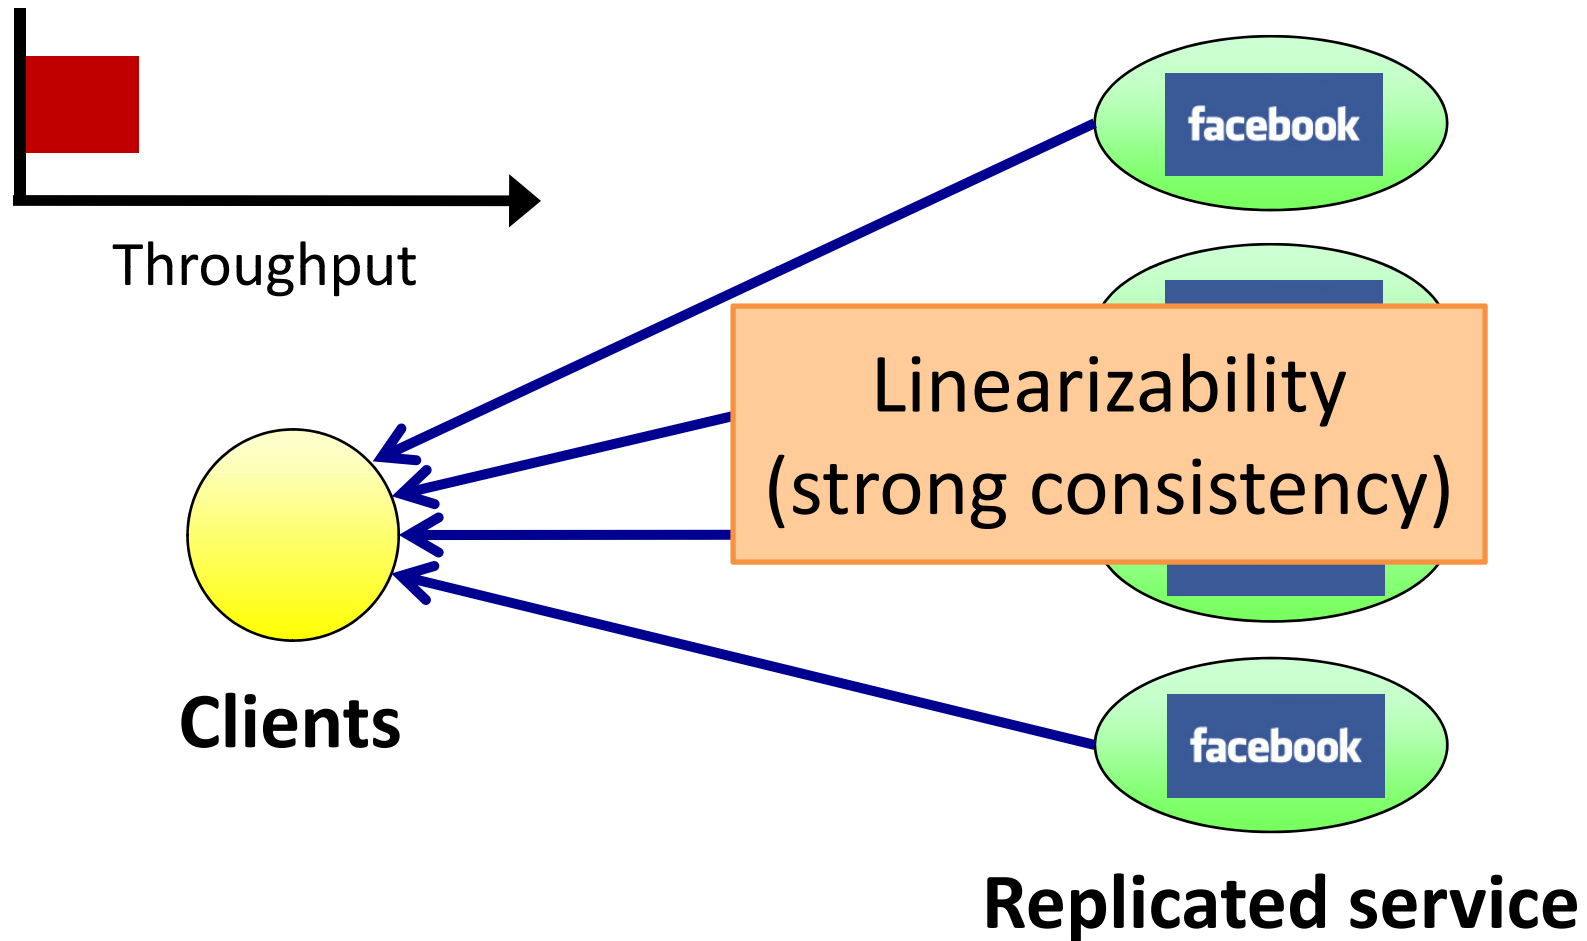 facebook
Throughput
Linearizability
(strong consistency)
Clients
facebook
Replicated service